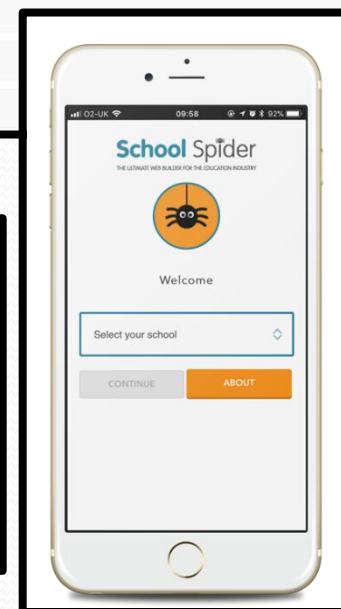 O2-UK 09:58 92%
School Spider
THE ULTIMATE WEB BUILDER FOR THE EDUCATION INDUSTRY
Welcome
Select your school
CONTINUE ABOUT